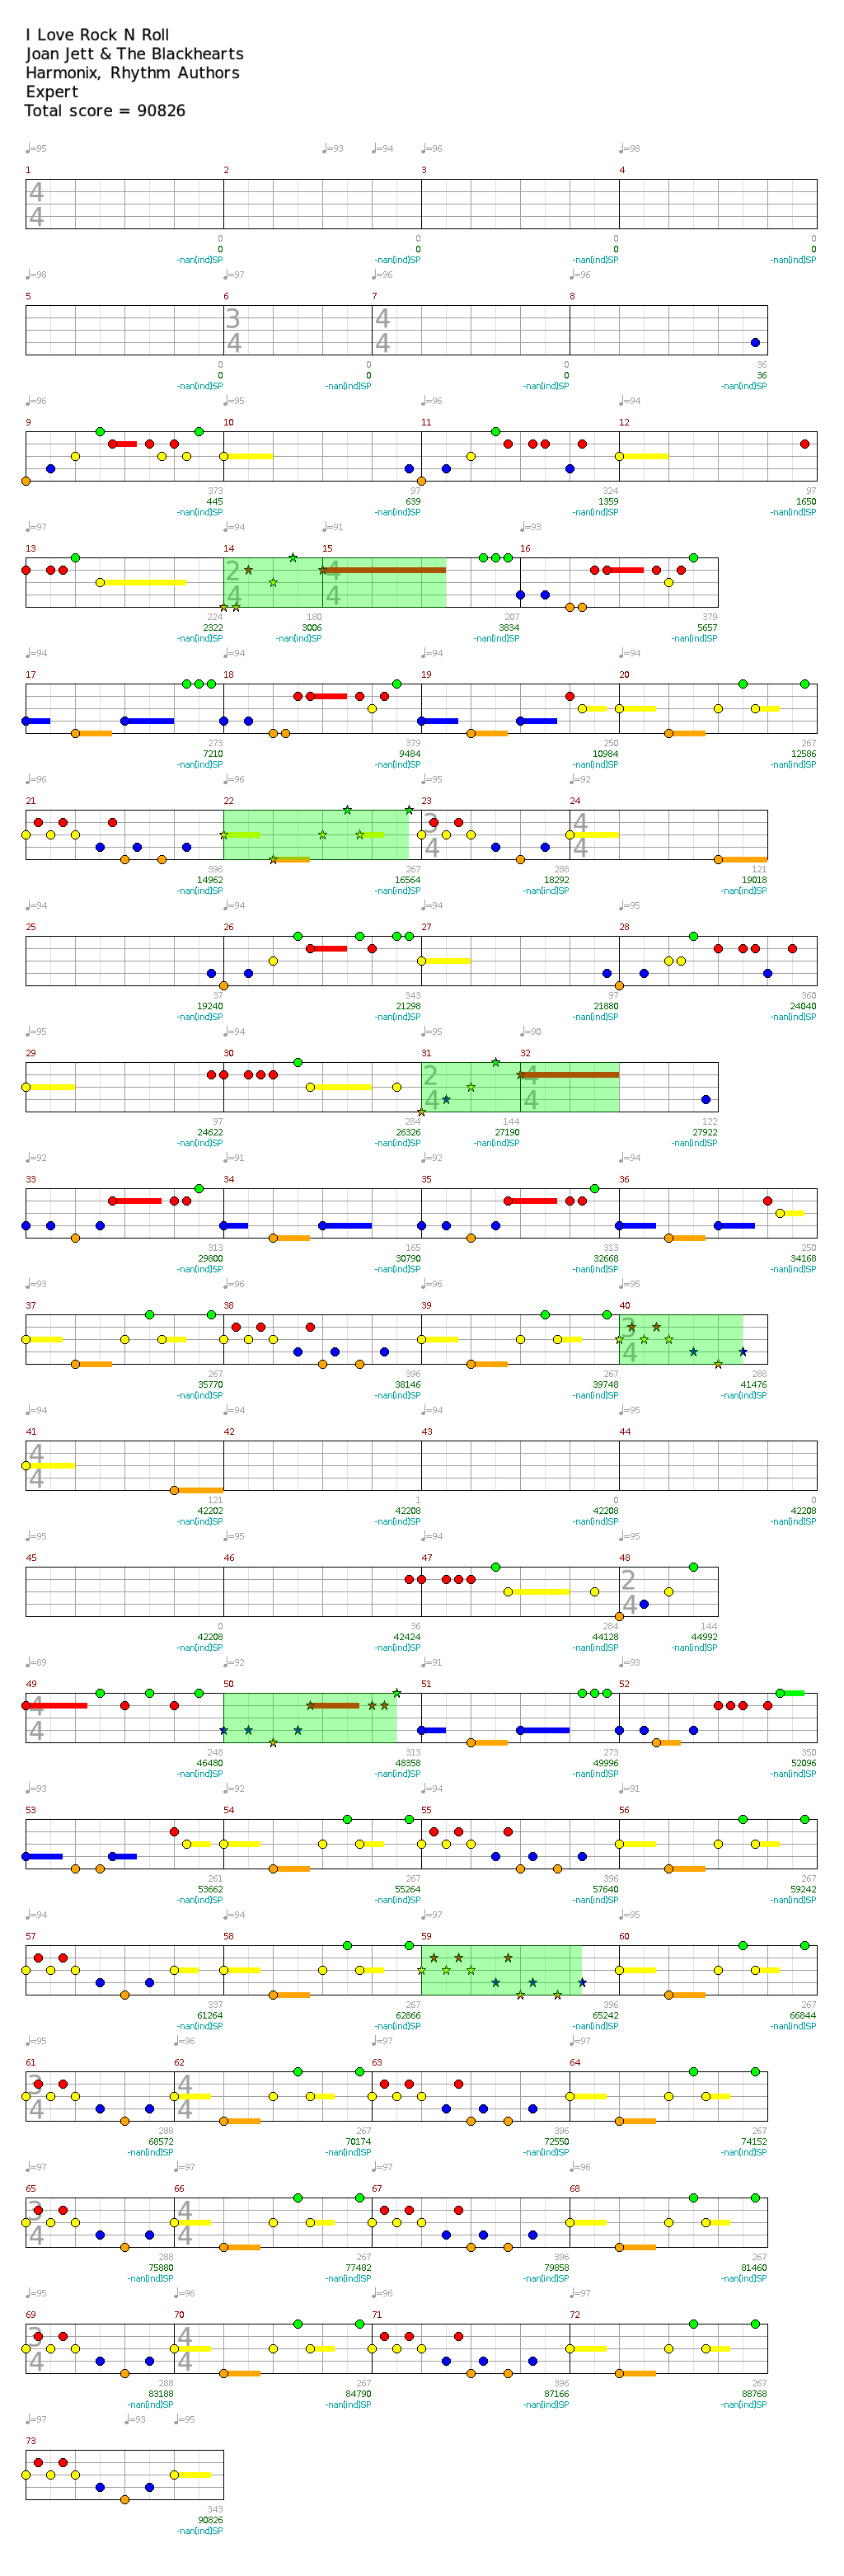 I Love Rock N Roll
Joan Jett & The Blackhearts
Harmonix, Rhythm Authors
Expert
Total score = 90826
♩=95 ♩=93 ♩=94 ♩=96 ♩=98
1 2 3 4
4
4
0 0 0 0
0 0 0 0
-nan(ind)SP -nan(ind)SP -nan(ind)SP -nan(ind)SP
♩=98 ♩=97 ♩=96 ♩=96
5 6 7 8
3 4
4 4
0 0 0 36
0 0 0 36
-nan(ind)SP -nan(ind)SP -nan(ind)SP -nan(ind)SP
♩=96 ♩=95 ♩=96 ♩=94
9 10 11 12
373 97 324 97
445 639 1359 1650
-nan(ind)SP -nan(ind)SP -nan(ind)SP -nan(ind)SP
♩=97 ♩=94 ♩=91 ♩=93
13 14 15 16
2 4
4 4
224 180 207 379
2322 3006 3834 5657
-nan(ind)SP -nan(ind)SP -nan(ind)SP -nan(ind)SP
♩=94 ♩=94 ♩=94 ♩=94
17 18 19 20
273 379 250 267
7210 9484 10984 12586
-nan(ind)SP -nan(ind)SP -nan(ind)SP -nan(ind)SP
♩=96 ♩=96 ♩=95 ♩=92
21 22 23 24
3 4
4 4
396 267 288 121
14962 16564 18292 19018
-nan(ind)SP -nan(ind)SP -nan(ind)SP -nan(ind)SP
♩=94 ♩=94 ♩=94 ♩=95
25 26 27 28
37 343 97 360
19240 21298 21880 24040
-nan(ind)SP -nan(ind)SP -nan(ind)SP -nan(ind)SP
♩=95 ♩=94 ♩=95 ♩=90
29 30 31 32
2 4
4 4
97 284 144 122
24622 26326 27190 27922
-nan(ind)SP -nan(ind)SP -nan(ind)SP -nan(ind)SP
♩=92 ♩=91 ♩=92 ♩=94
33 34 35 36
313 165 313 250
29800 30790 32668 34168
-nan(ind)SP -nan(ind)SP -nan(ind)SP -nan(ind)SP
♩=93 ♩=96 ♩=96 ♩=95
37 38 39 40
3
4
267 396 267 288
35770 38146 39748 41476
-nan(ind)SP -nan(ind)SP -nan(ind)SP -nan(ind)SP
♩=94 ♩=94 ♩=94 ♩=95
41 42 43 44
4
4
121 1 0 0
42202 42208 42208 42208
-nan(ind)SP -nan(ind)SP -nan(ind)SP -nan(ind)SP
♩=95 ♩=95 ♩=94 ♩=95
45 46 47 48
2
4
0 36 284 144
42208 42424 44128 44992
-nan(ind)SP -nan(ind)SP -nan(ind)SP -nan(ind)SP
♩=89 ♩=92 ♩=91 ♩=93
49 50 51 52
4
4
248 313 273 350
46480 48358 49996 52096
-nan(ind)SP -nan(ind)SP -nan(ind)SP -nan(ind)SP
♩=93 ♩=92 ♩=94 ♩=91
53 54 55 56
261 267 396 267
53662 55264 57640 59242
-nan(ind)SP -nan(ind)SP -nan(ind)SP -nan(ind)SP
♩=94 ♩=94 ♩=97 ♩=95
57 58 59 60
337 267 396 267
61264 62866 65242 66844
-nan(ind)SP -nan(ind)SP -nan(ind)SP -nan(ind)SP
♩=95 ♩=96 ♩=97 ♩=97
61 62 63 64
3 4
4 4
288 267 396 267
68572 70174 72550 74152
-nan(ind)SP -nan(ind)SP -nan(ind)SP -nan(ind)SP
♩=97 ♩=97 ♩=97 ♩=96
65 66 67 68
3 4
4 4
288 267 396 267
75880 77482 79858 81460
-nan(ind)SP -nan(ind)SP -nan(ind)SP -nan(ind)SP
♩=95 ♩=96 ♩=96 ♩=97
69 70 71 72
3 4
4 4
288 267 396 267
83188 84790 87166 88768
-nan(ind)SP -nan(ind)SP -nan(ind)SP -nan(ind)SP
♩=97 ♩=93 ♩=95
73
343
90826
-nan(ind)SP